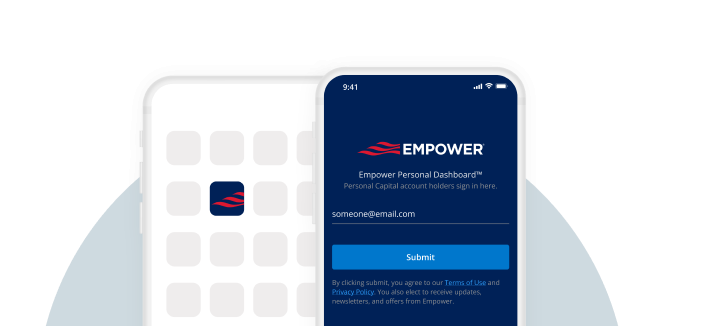 9:41
EMPOWER
Empower Personal Dashboard™
Personal Capital account holders sign in here.
someone@email.com
Submit
By clicking submit, you agree to our Terms of Use and
Privacy Policy. You also elect to receive updates,
newsletters, and offers from Empower.